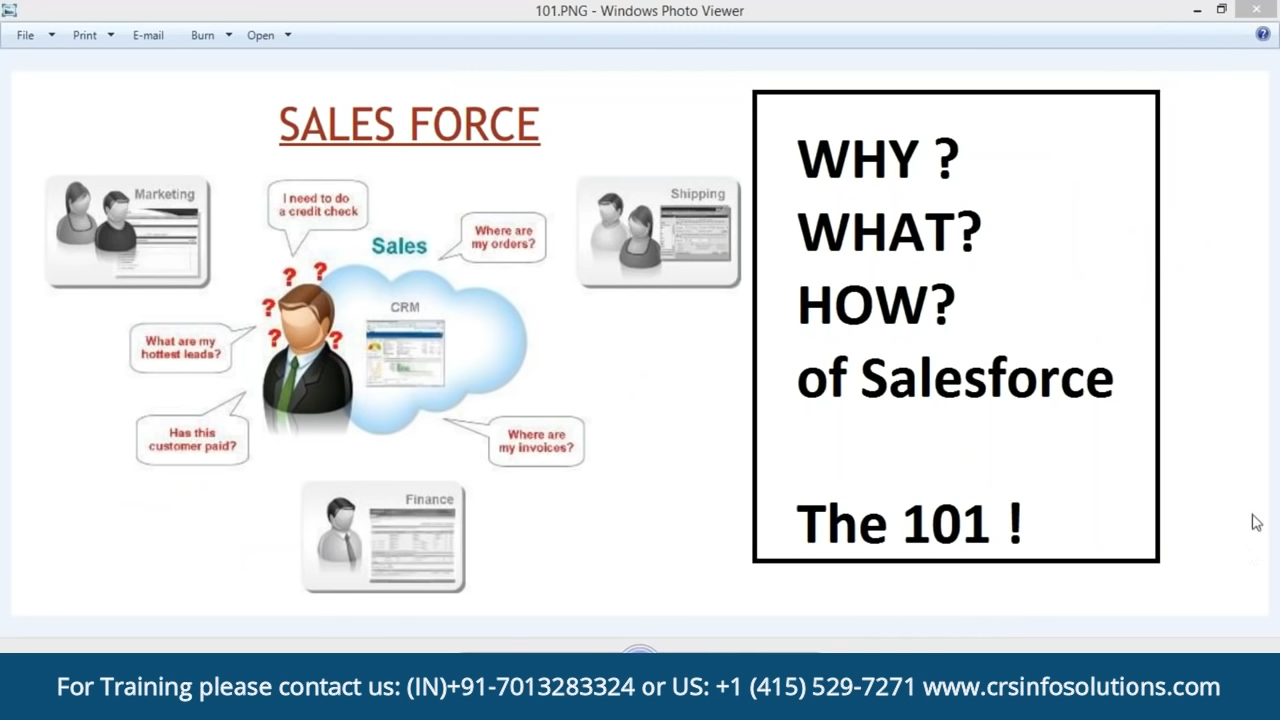 101.PNG - Windows Photo Viewer
File Print E-mail Burn Open
SALES FORCE
Marketing
I need to do
a credit check
Sales
Where are
my orders?
Shipping
? ? ? ? ?
CRM
What are my
hottest leads?
Has this
customer paid?
Where are
my invoices?
Finance
WHY ?
WHAT?
HOW?
of Salesforce
The 101 !
For Training please contact us: (IN)+91-7013283324 or US: +1 (415) 529-7271 www.crsinfosolutions.com